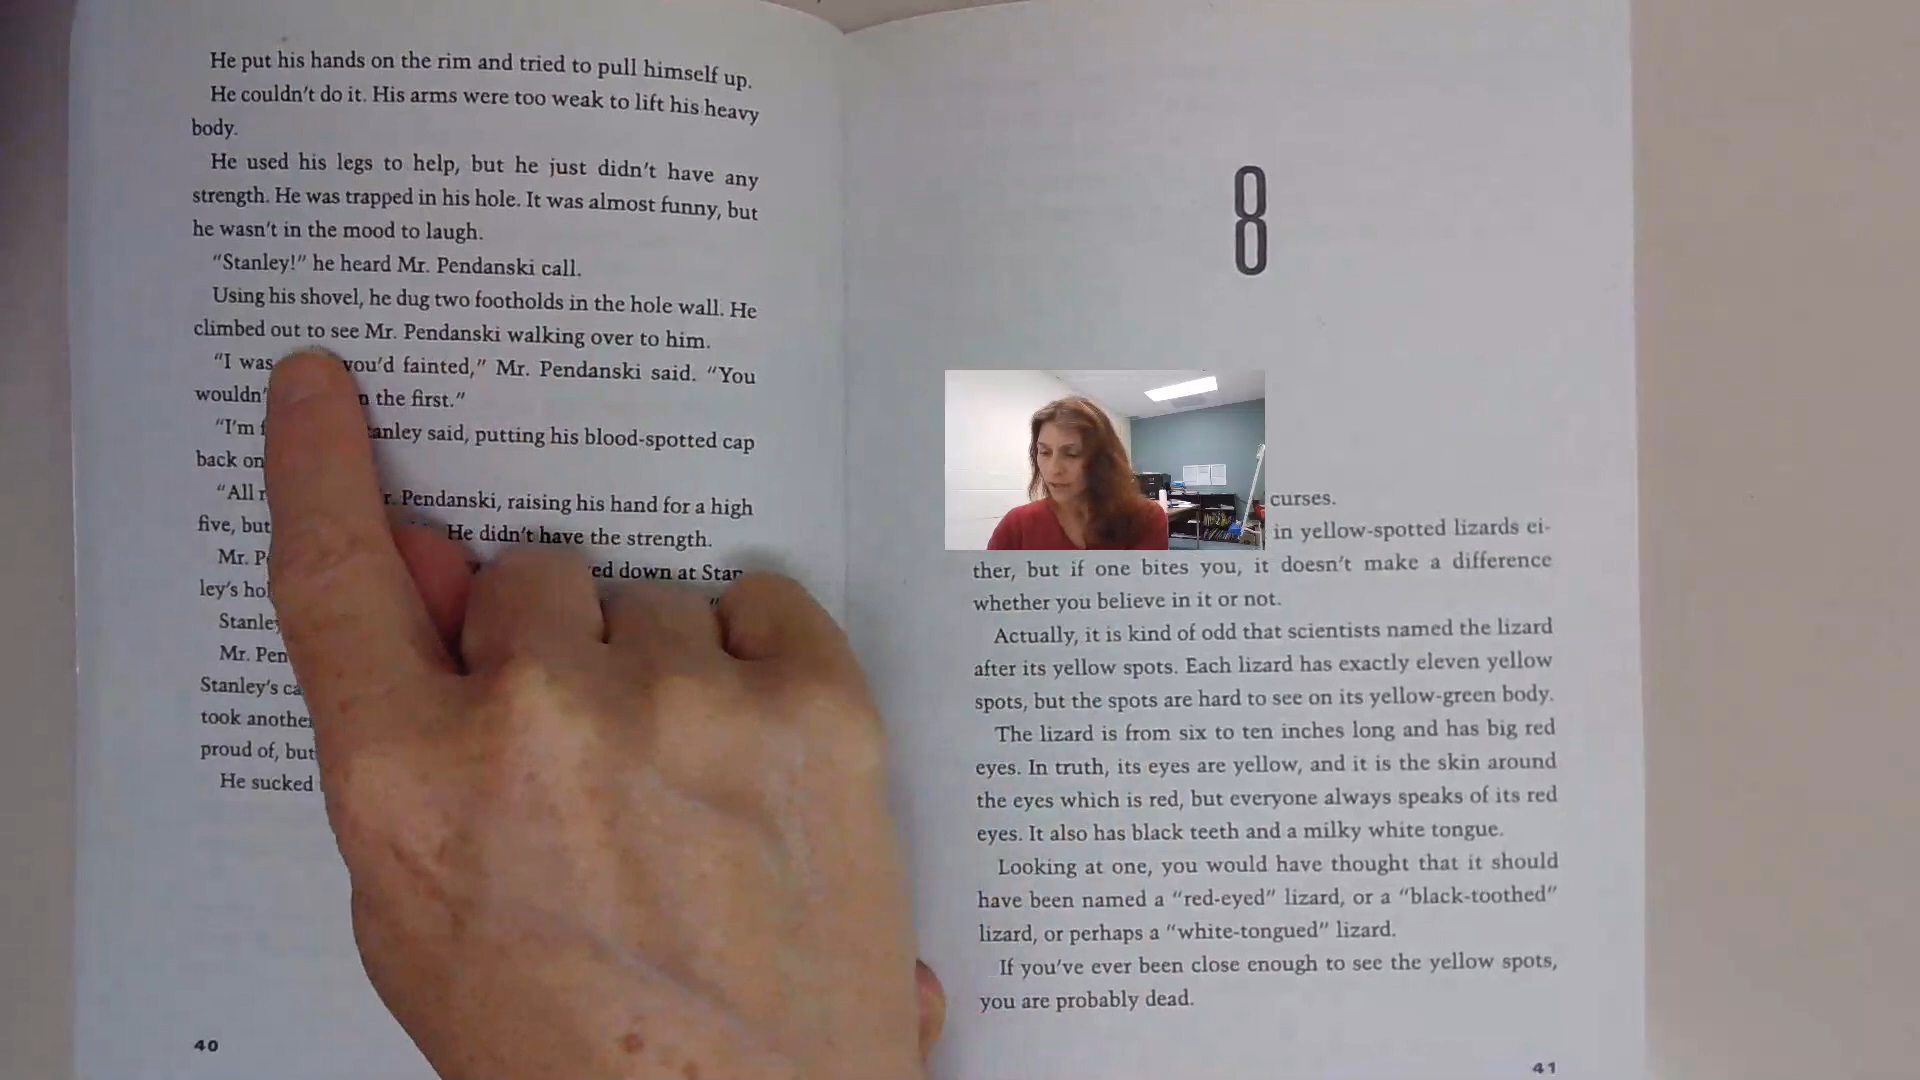 He put his hands on the rim and tried to pull himself up.
He couldn't do it. His arms were too weak to lift his heavy
body.
He used his legs to help, but he just didn't have any
strength. He was trapped in his hole. It was almost funny, but
he wasn't in the mood to laugh.
"Stanley!" he heard Mr. Pendanski call.
Using his shovel, he dug two footholds in the hole wall. He
climbed out to see Mr. Pendanski walking over to him.
"I was you'd fainted," Mr. Pendanski said. "You
the first."
"I'm said, putting his blood-spotted cap
back on
"All Pendanski, raising his hand for a high
five, but He didn't have the strength.
down at
ley's
took
proud of, but
He sucked
40
8
curses.
in yellow-spotted lizards ei-
ther, but if one bites you, it doesn't make a difference
whether you believe in it or not.
Actually, it is kind of odd that scientists named the lizard
after its yellow spots. Each lizard has exactly eleven yellow
spots, but the spots are hard to see on its yellow-green body.
The lizard is from six to ten inches long and has big red
eyes. In truth, its eyes are yellow, and it is the skin around
the eyes which is red, but everyone always speaks of its red
eyes. It also has black teeth and a milky white tongue.
Looking at one, you would have thought that it should
have been named a "red-eyed" lizard, or a "black-toothed"
lizard, or perhaps a "white-tongued" lizard.
If you've ever been close enough to see the yellow spots,
you are probably dead.
41